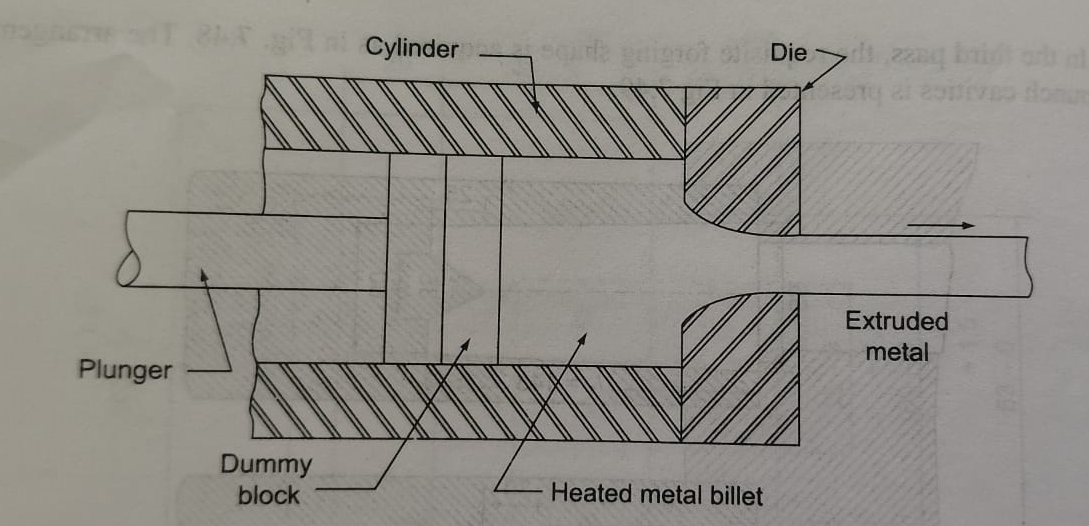 Cylinder
Die
Plunger
Extruded
metal
Dummy
block
Heated metal billet